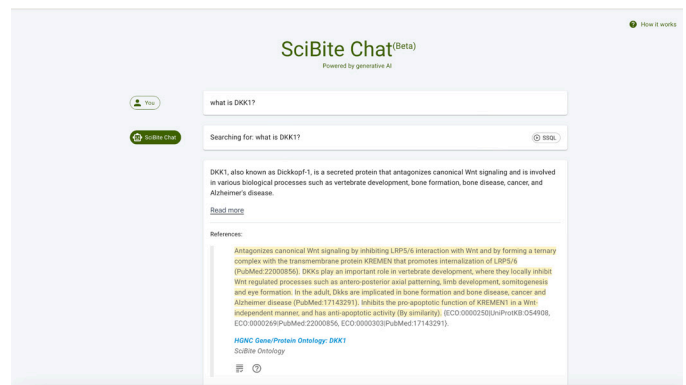 How it works
SciBite Chat(Beta)
Powered by generative AI
You
what is DKK1?
SciBite Chat
Searching for: what is DKK1?
SSQL
DKK1, also known as Dickkopf-1, is a secreted protein that antagonizes canonical Wnt signaling and is involved
in various biological processes such as vertebrate development, bone formation, bone disease, cancer, and
Alzheimer's disease.
Read more
References:
Antagonizes canonical Wnt signaling by inhibiting LRP5/6 interaction with Wnt and by forming a ternary
complex with the transmembrane protein KREMEN that promotes internalization of LRP5/6
(PubMed:22000856). DKKs play an important role in vertebrate development, where they locally inhibit
Wnt regulated processes such as antero-posterior axial patterning, limb development, somitogenesis
and eye formation. In the adult, Dkks are implicated in bone formation and bone disease, cancer and
Alzheimer disease (PubMed:17143291). Inhibits the pro-apoptotic function of KREMEN1 in a Wnt-
independent manner, and has anti-apoptotic activity (By similarity). {ECO:0000250|UniProtKB:O54908,
ECO:0000269|PubMed:22000856, ECO:0000303|PubMed:17143291}.
HGNC Gene/Protein Ontology: DKK1
SciBite Ontology